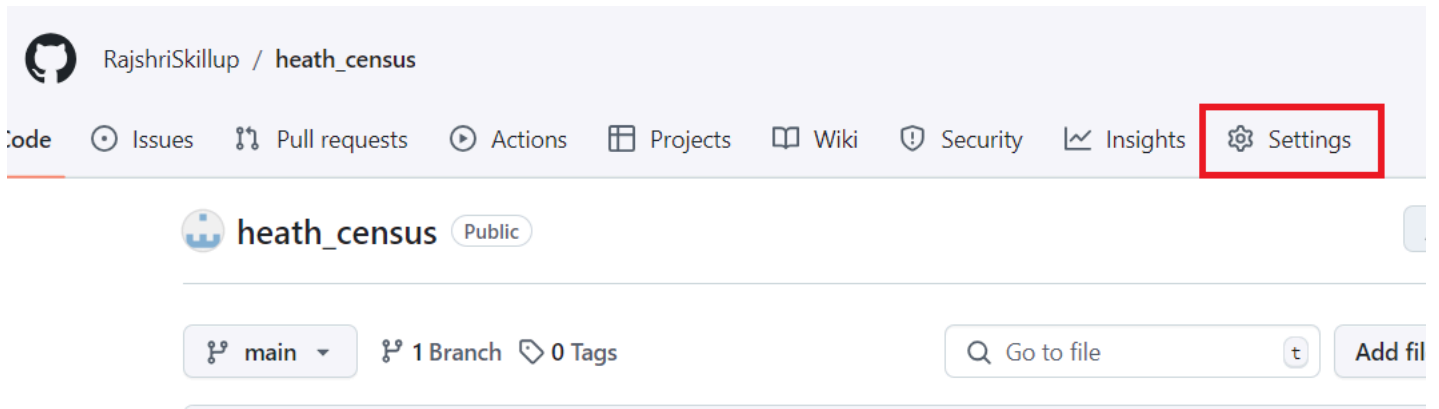 RajshriSkillup / heath_census
Code Issues Pull requests Actions Projects Wiki Security Insights Settings
heath_census Public
main 1 Branch 0 Tags Go to file t Add fil